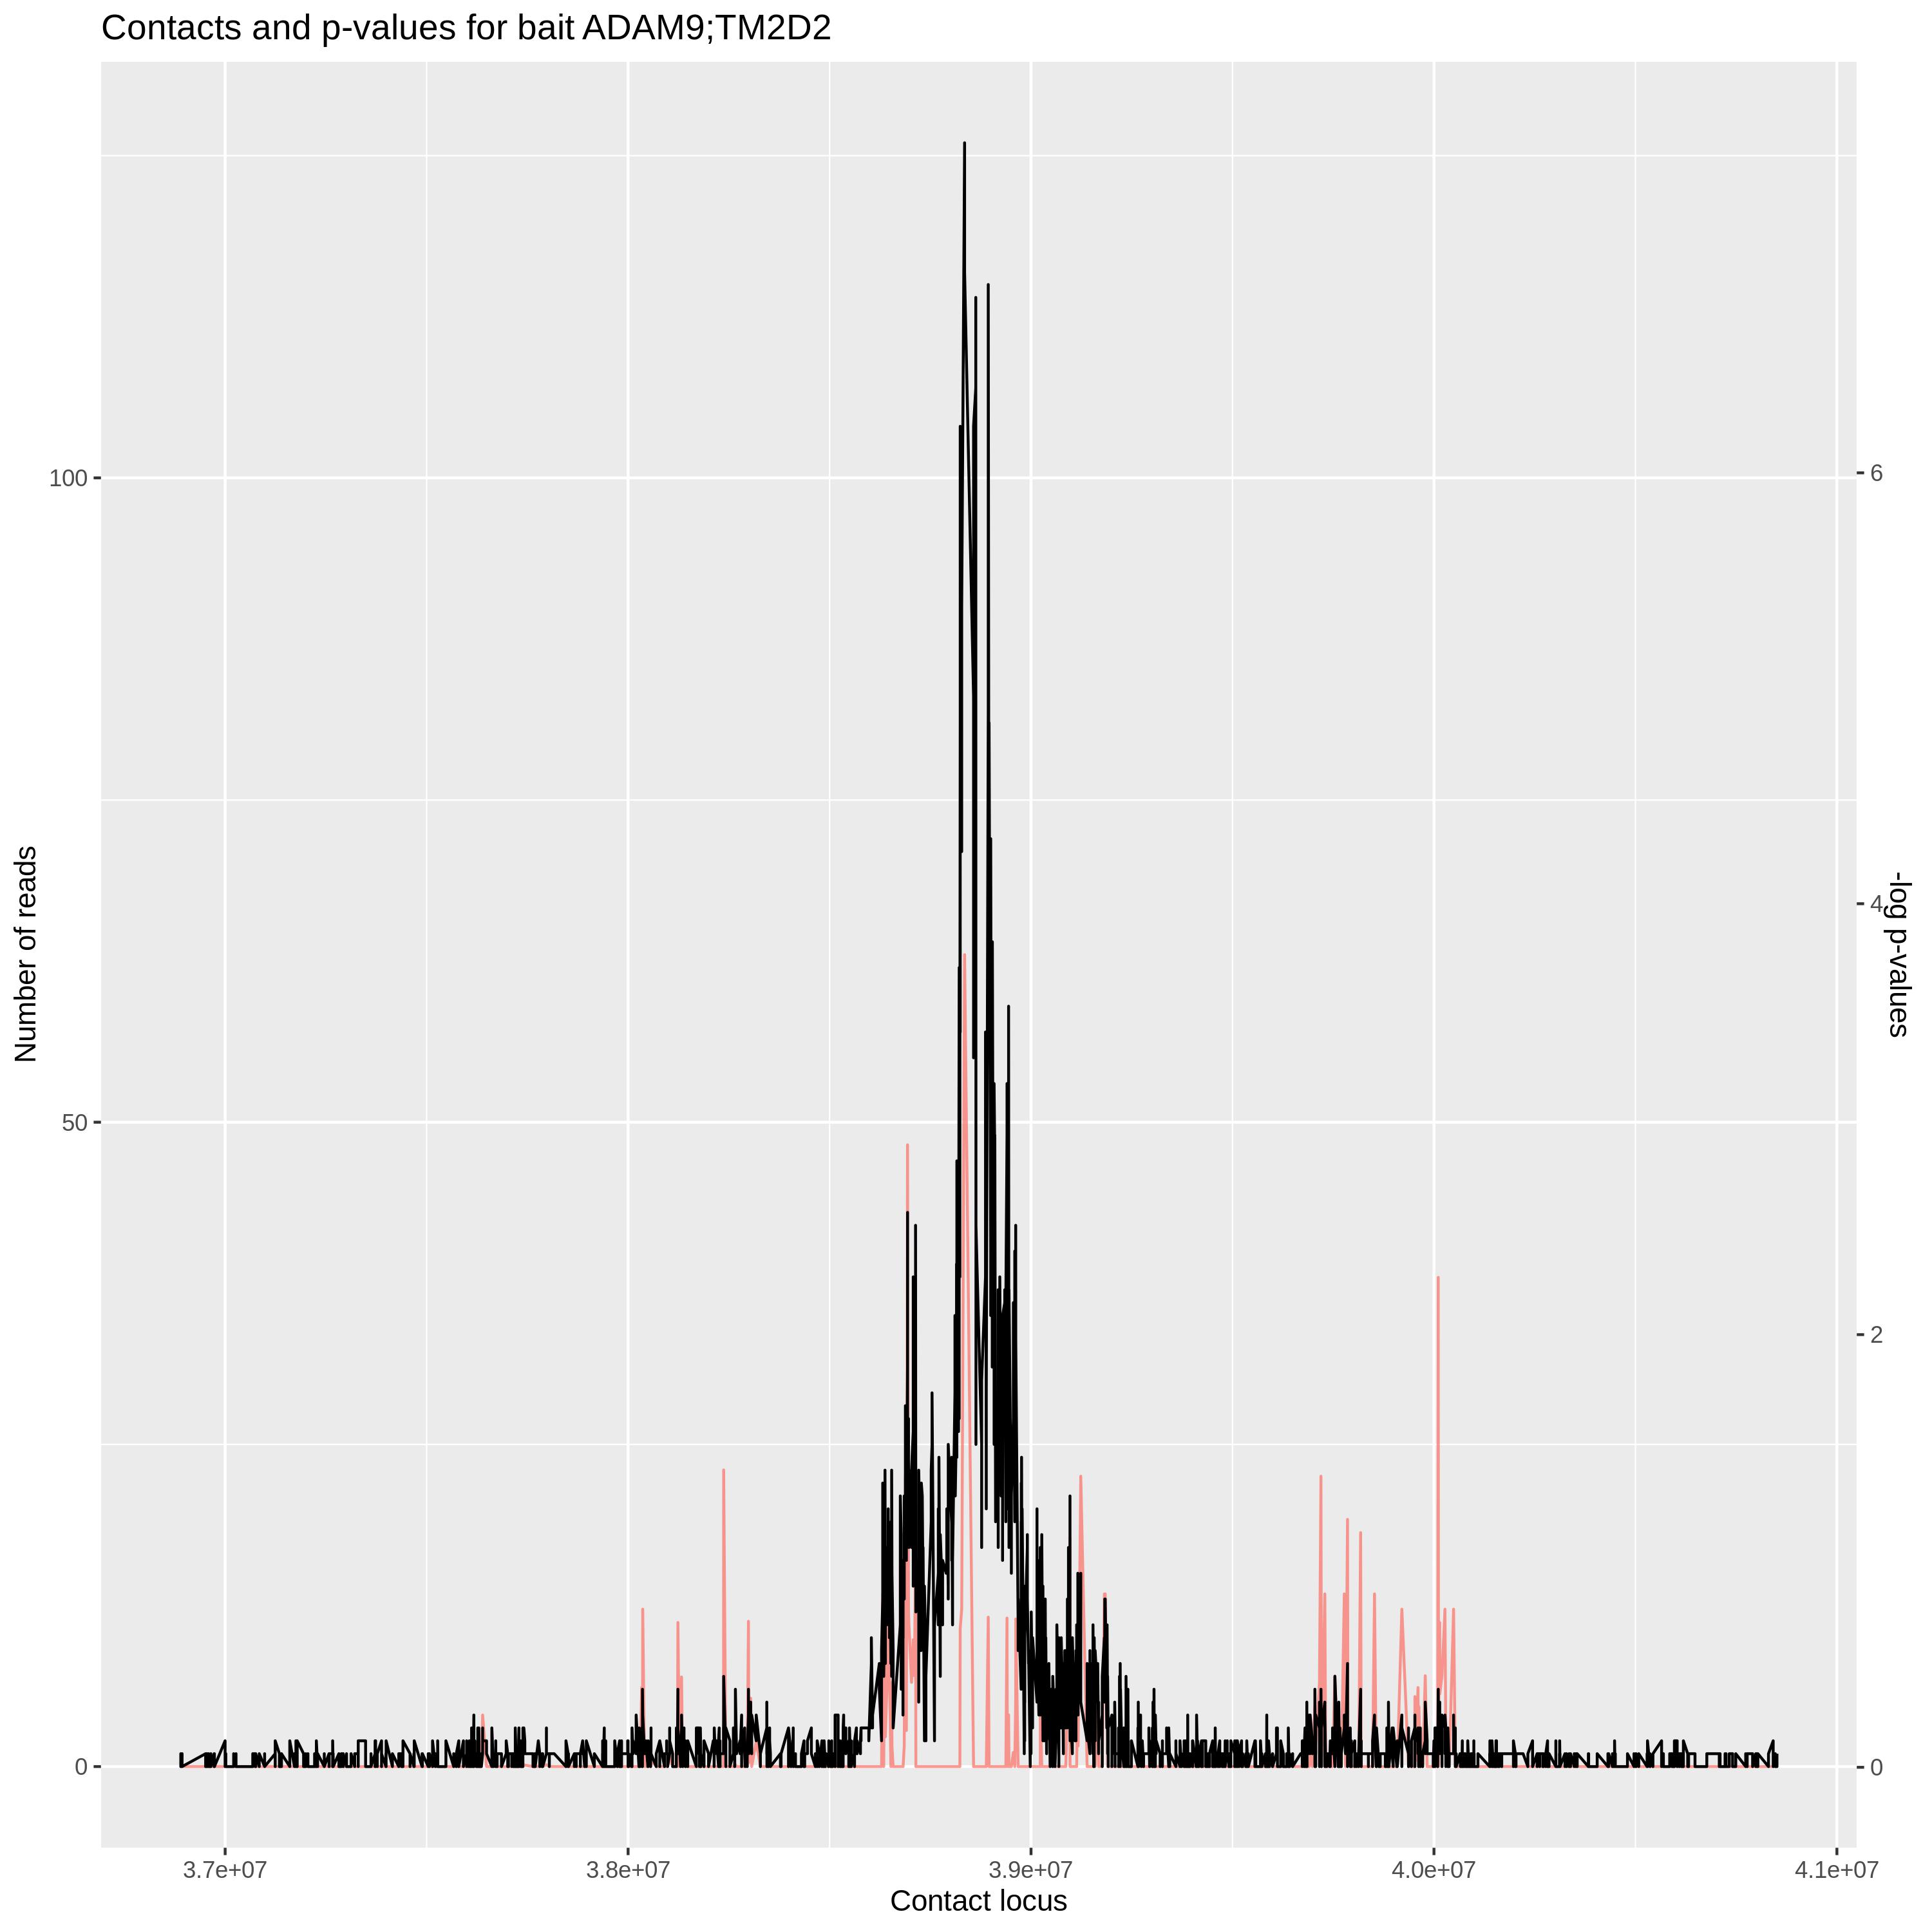 Contacts and p-values for bait ADAM9;TM2D2
Number of reads
100
50
0
6
4
2
0
-log p-values
3.7e+07 3.8e+07 3.9e+07 4.0e+07 4.1e+07
Contact locus